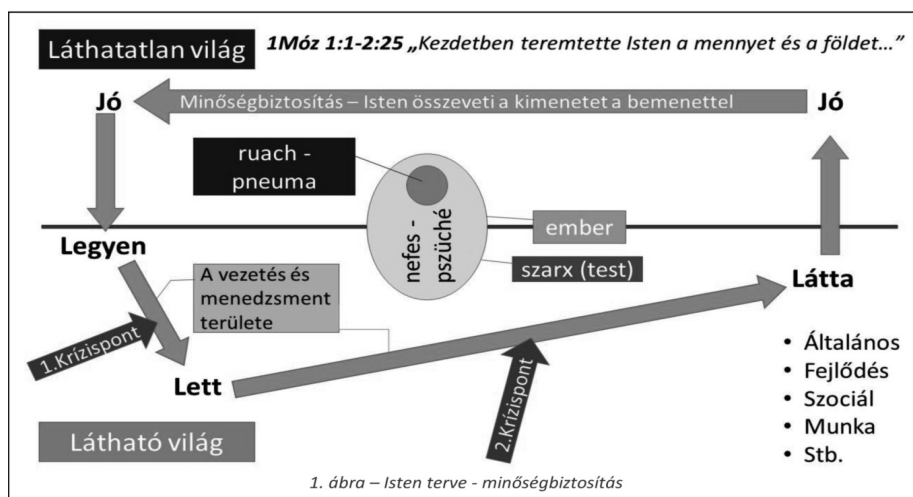 Láthatatlan világ
1Móz 1:1-2:25 „Kezdetben teremtette Isten a mennyet és a földet…”
Jó
Minőségbiztosítás – Isten összeveti a kimenetet a bemenettel
Jó
ruach -
pneuma
nefes -
pszüché
ember
szarx (test)
Legyen
A vezetés és
menedzsment
területe
1.Krízispont
Lett
2.Krízispont
Látta
• Általános
• Fejlődés
• Szociál
• Munka
• Stb.
Látható világ
1. ábra – Isten terve - minőségbiztosítás